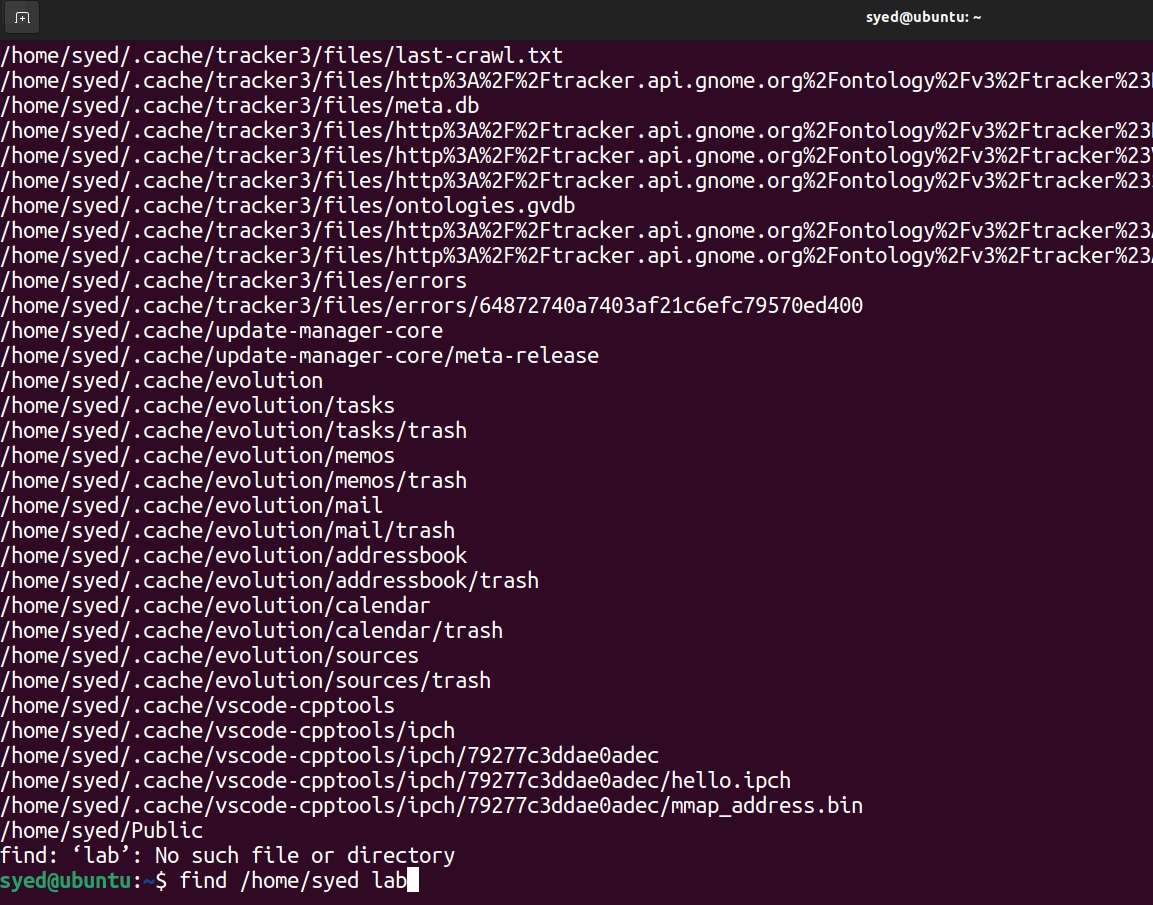 syed@ubuntu: ~
/home/syed/.cache/tracker3/files/last-crawl.txt
/home/syed/.cache/tracker3/files/http%3A%2F%2Ftracker.api.gnome.org%2Fontology%2Fv3%2Ftracker%23
/home/syed/.cache/tracker3/files/meta.db
/home/syed/.cache/tracker3/files/http%3A%2F%2Ftracker.api.gnome.org%2Fontology%2Fv3%2Ftracker%23
/home/syed/.cache/tracker3/files/http%3A%2F%2Ftracker.api.gnome.org%2Fontology%2Fv3%2Ftracker%23
/home/syed/.cache/tracker3/files/http%3A%2F%2Ftracker.api.gnome.org%2Fontology%2Fv3%2Ftracker%23
/home/syed/.cache/tracker3/files/ontologies.gvdb
/home/syed/.cache/tracker3/files/http%3A%2F%2Ftracker.api.gnome.org%2Fontology%2Fv3%2Ftracker%23
/home/syed/.cache/tracker3/files/http%3A%2F%2Ftracker.api.gnome.org%2Fontology%2Fv3%2Ftracker%23
/home/syed/.cache/tracker3/files/errors
/home/syed/.cache/tracker3/files/errors/64872740a7403af21c6efc79570ed400
/home/syed/.cache/update-manager-core
/home/syed/.cache/update-manager-core/meta-release
/home/syed/.cache/evolution
/home/syed/.cache/evolution/tasks
/home/syed/.cache/evolution/tasks/trash
/home/syed/.cache/evolution/memos
/home/syed/.cache/evolution/memos/trash
/home/syed/.cache/evolution/mail
/home/syed/.cache/evolution/mail/trash
/home/syed/.cache/evolution/addressbook
/home/syed/.cache/evolution/addressbook/trash
/home/syed/.cache/evolution/calendar
/home/syed/.cache/evolution/calendar/trash
/home/syed/.cache/evolution/sources
/home/syed/.cache/evolution/sources/trash
/home/syed/.cache/vscode-cpptools
/home/syed/.cache/vscode-cpptools/ipch
/home/syed/.cache/vscode-cpptools/ipch/79277c3ddae0adec
/home/syed/.cache/vscode-cpptools/ipch/79277c3ddae0adec/hello.ipch
/home/syed/.cache/vscode-cpptools/ipch/79277c3ddae0adec/mmap_address.bin
/home/syed/Public
find: ‘lab’: No such file or directory
syed@ubuntu:~$ find /home/syed lab